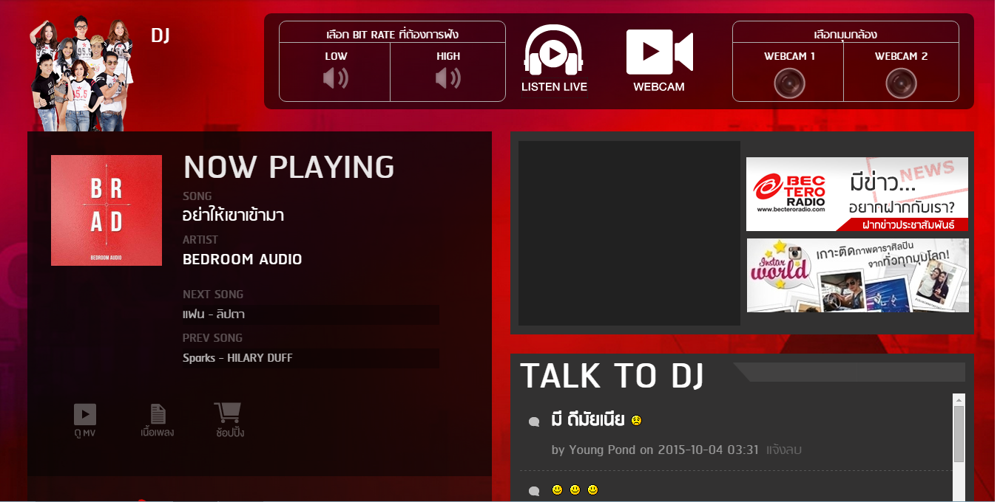 DJ
เลือก BIT RATE ที่ต้องการฟัง
LOW
HIGH
LISTEN LIVE
WEBCAM
เลือกมุมกล้อง
WEBCAM 1
WEBCAM 2
BR
AD
BEDROOM AUDIO
NOW PLAYING
SONG
อย่าให้เขาเข้ามา
ARTIST
BEDROOM AUDIO
NEXT SONG
แฟน - ลิปตา
PREV SONG
Sparks - HILARY DUFF
ดู MV
เนื้อเพลง
ช้อปปิ้ง
BEC
TERO
RADIO
www.becteroradio.com
NEWS
มีข่าว...
อยากฝากกับเรา?
ฝากข่าวประชาสัมพันธ์
Instar
world
เกาะติดภาพดาราศิลปิน
จากทั่วทุกมุมโลก!
TALK TO DJ
มี ดีมัยเนีย
by Young Pond on 2015-10-04 03:31 แจ้งลบ